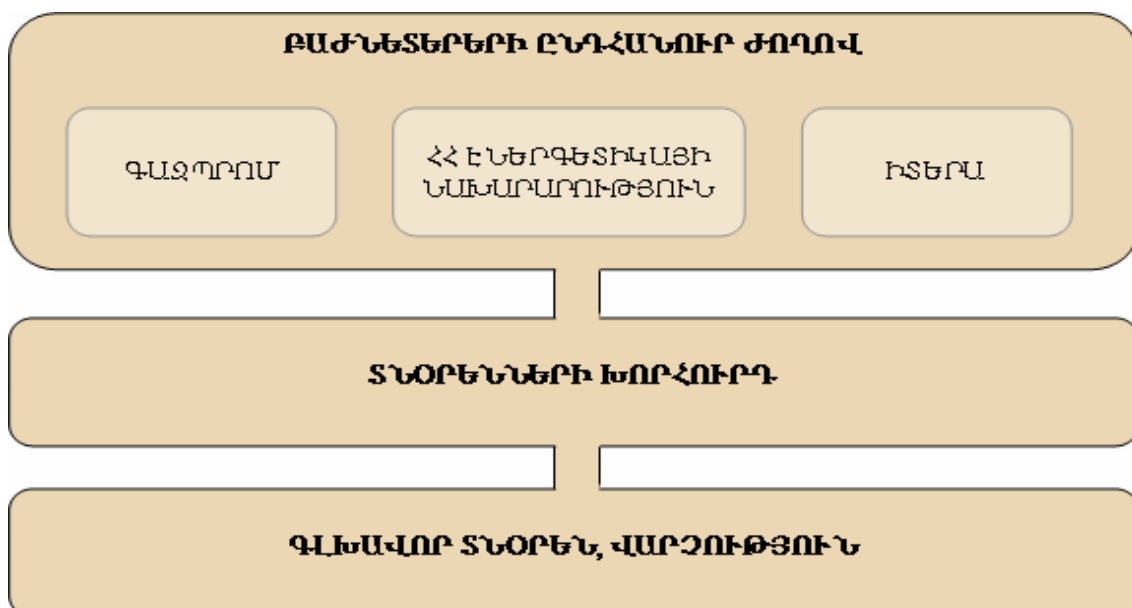 ԲԱԺՆԵՏԵՐԵՐԻ ԸՆԴՀԱՆՈՒՐ ԺՈՂՈՎ
ԳԱԶՊՐՈՄ
ՀՀ ԷՆԵՐԳԵՏԻԿԱՅԻ
ՆԱԽԱՐԱՐՈՒԹՅՈՒՆ
ԻՏԵՐԱ
ՏՆՕՐԵՆՆԵՐԻ ԽՈՐՀՈՒՐԴ
ԳԼԽԱՎՈՐ ՏՆՕՐԵՆ, ՎԱՐՉՈՒԹՅՈՒՆ